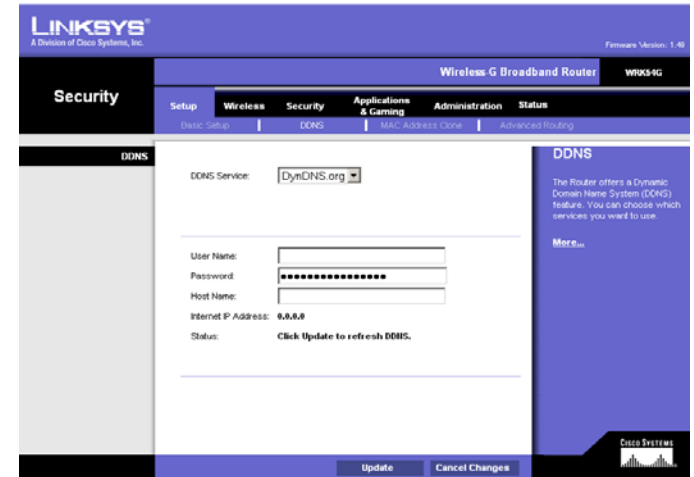 LINKSYS®
A Division of Cisco Systems, Inc.
Firmware Version: 1.40
Wireless-G Broadband Router WRK54G
Security
Setup Wireless Security Applications & Gaming Administration Status
Basic Setup DDNS MAC Address Clone Advanced Routing
DDNS
DDNS Service: DynDNS.org
User Name:
Password: ●●●●●●●●●●●●●●●●
Host Name:
Internet IP Address: 0.0.0.0
Status: Click Update to refresh DDNS.
DDNS
The Router offers a Dynamic
Domain Name System (DDNS)
feature. You can choose which
services you want to use.
More...
Update Cancel Changes
CISCO SYSTEMS